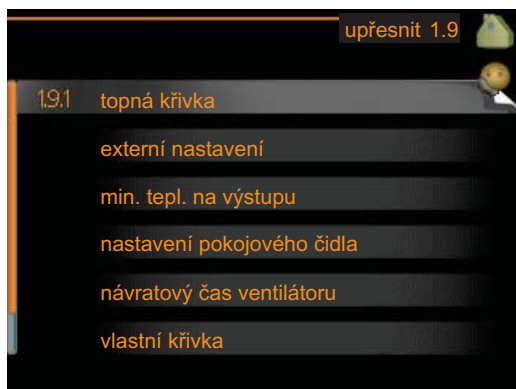 upřesnit 1.9
1.9.1 topná křivka
externí nastavení
min. tepl. na výstupu
nastavení pokojového čidla
návratový čas ventilátoru
vlastní křivka